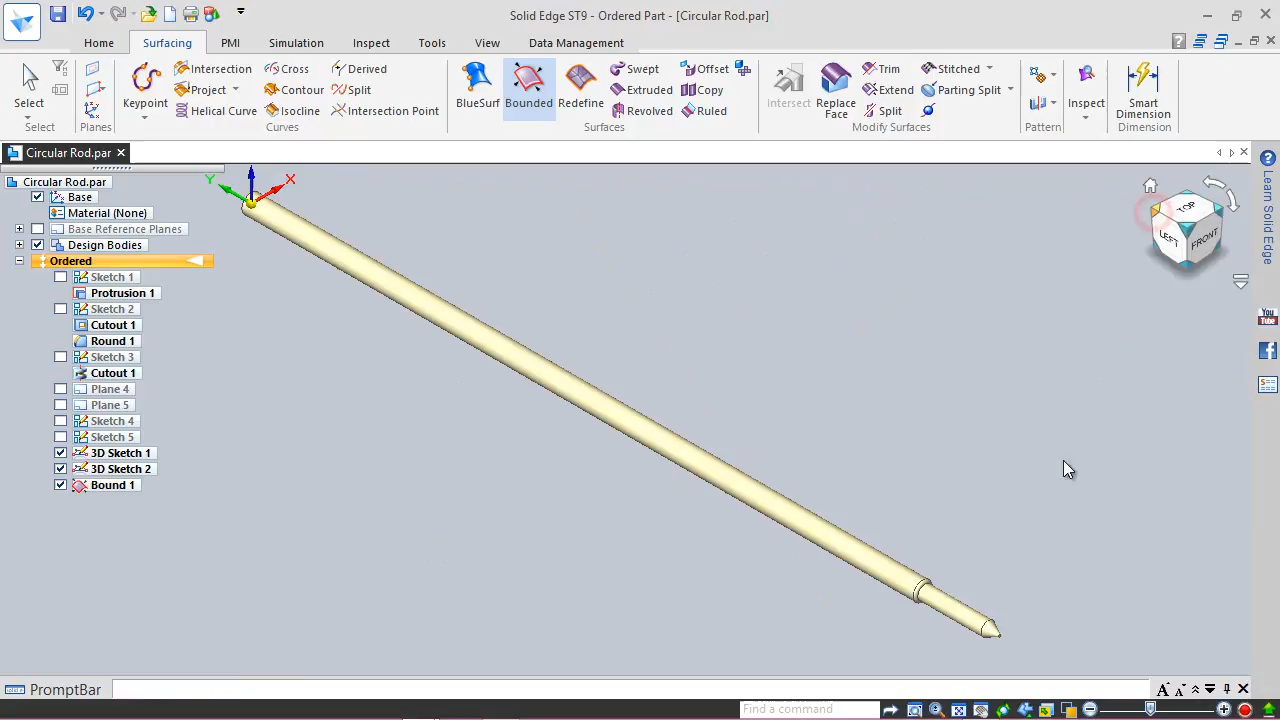 Solid Edge ST9 - Ordered Part - [Circular Rod.par]
Home Surfacing PMI Simulation Inspect Tools View Data Management
Select
Select
Planes
Keypoint
Intersection Cross Derived
Project Contour Split
Helical Curve Isocline Intersection Point
Curves
BlueSurf Bounded Redefine
Swept Offset
Extruded Copy
Revolved Ruled
Surfaces
Intersect Replace Face
Trim Stitched
Extend Parting Split
Split
Modify Surfaces
Pattern
Inspect
Smart Dimension
Dimension
Circular Rod.par
Circular Rod.par
Base
Material (None)
Base Reference Planes
Design Bodies
Ordered
Sketch 1
Protrusion 1
Sketch 2
Cutout 1
Round 1
Sketch 3
Cutout 1
Plane 4
Plane 5
Sketch 4
Sketch 5
3D Sketch 1
3D Sketch 2
Bound 1
Y X
TOP
LEFT FRONT
Learn Solid Edge
You Tube
PromptBar
Find a command